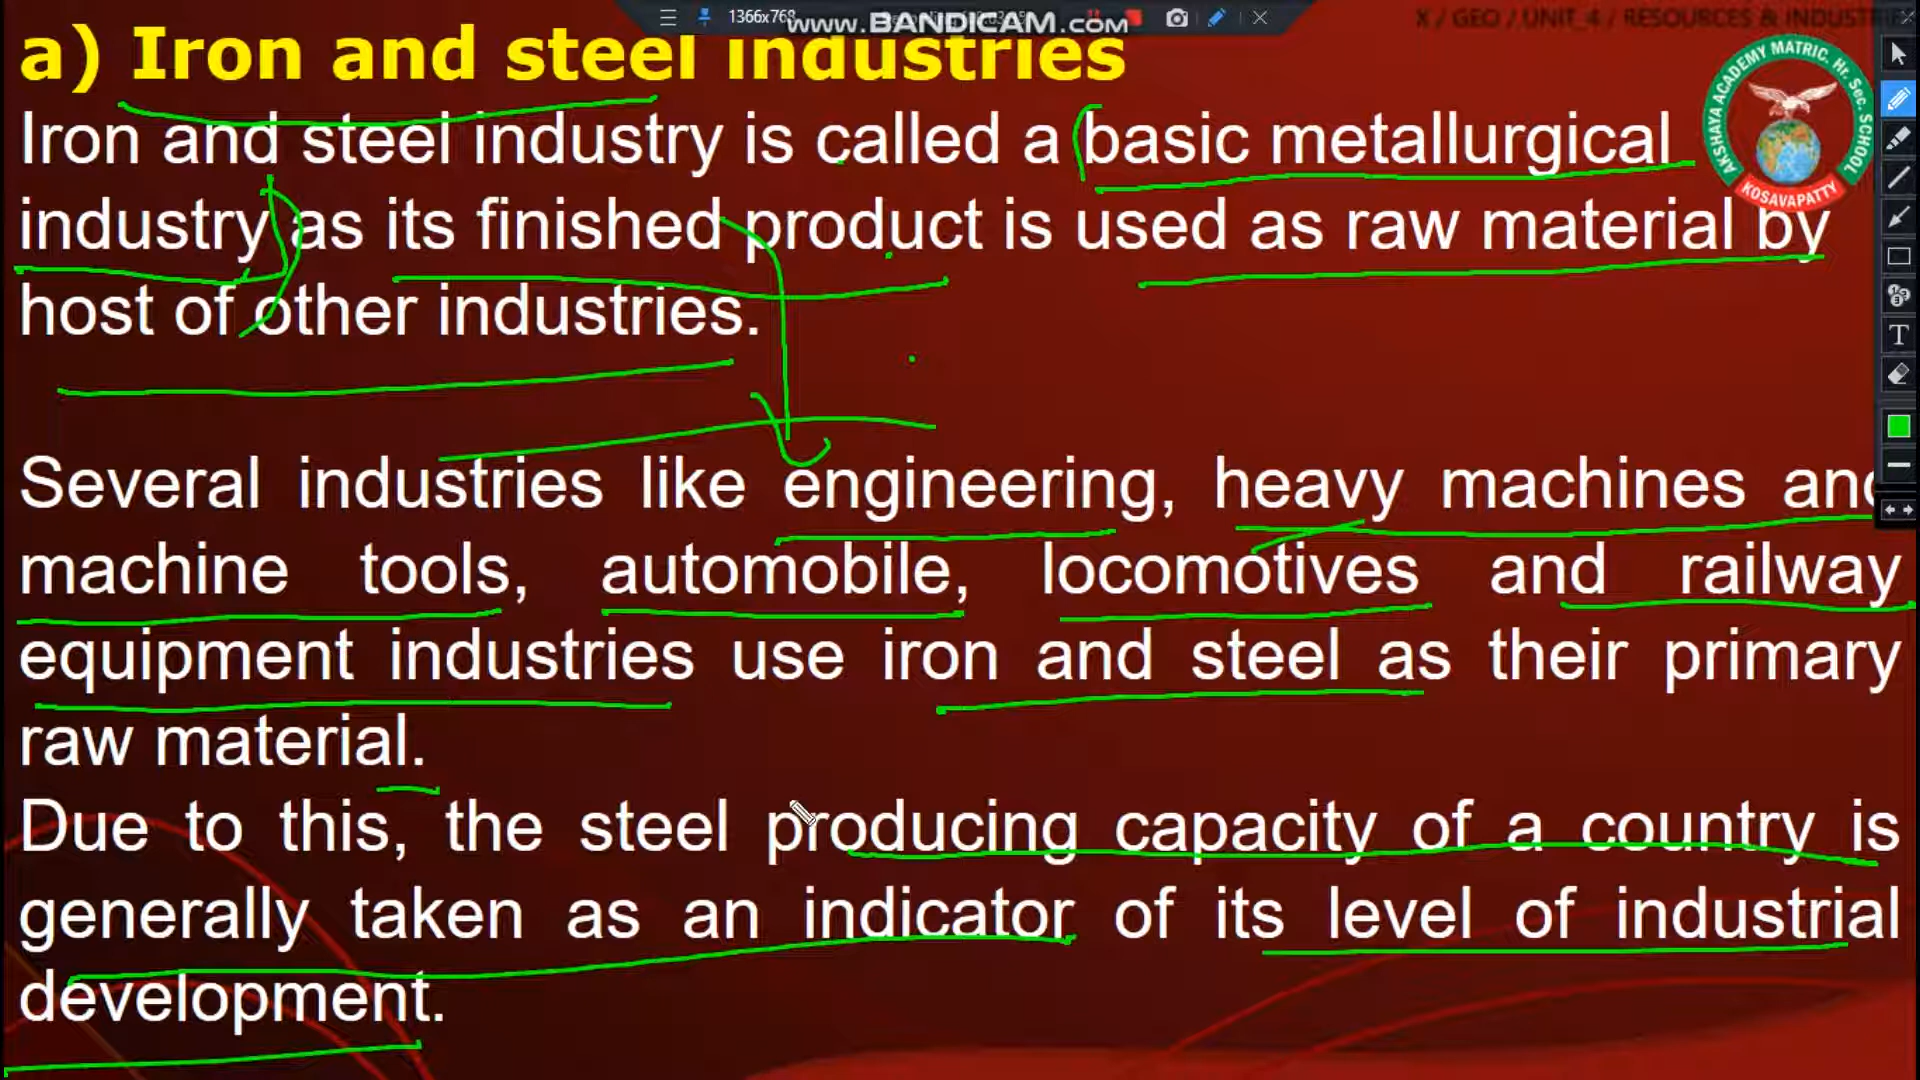 1366x768
www.BANDICAM.com
X / GEO / UNIT_4 / RESOURCES & INDUSTRIES
a) Iron and steel industries
AKSHAYA ACADEMY MATRIC. Hr. Sec. SCHOOL
KOSAVAPATTY
Iron and steel industry is called a basic metallurgical
industry as its finished product is used as raw material by
host of other industries.
Several industries like engineering, heavy machines and
machine tools, automobile, locomotives and railway
equipment industries use iron and steel as their primary
raw material.
Due to this, the steel producing capacity of a country is
generally taken as an indicator of its level of industrial
development.